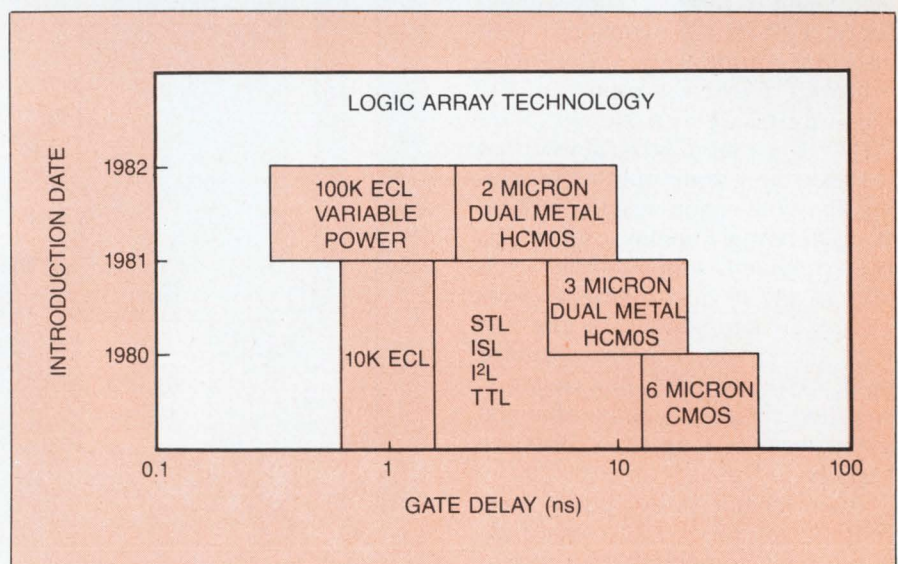 LOGIC ARRAY TECHNOLOGY
INTRODUCTION DATE
1982
1981
1980
100K ECL
VARIABLE
POWER
2 MICRON
DUAL METAL
HCM0S
10K ECL
STL
ISL
I²L
TTL
3 MICRON
DUAL METAL
HCM0S
6 MICRON
CMOS
0.1
1
10
100
GATE DELAY (ns)